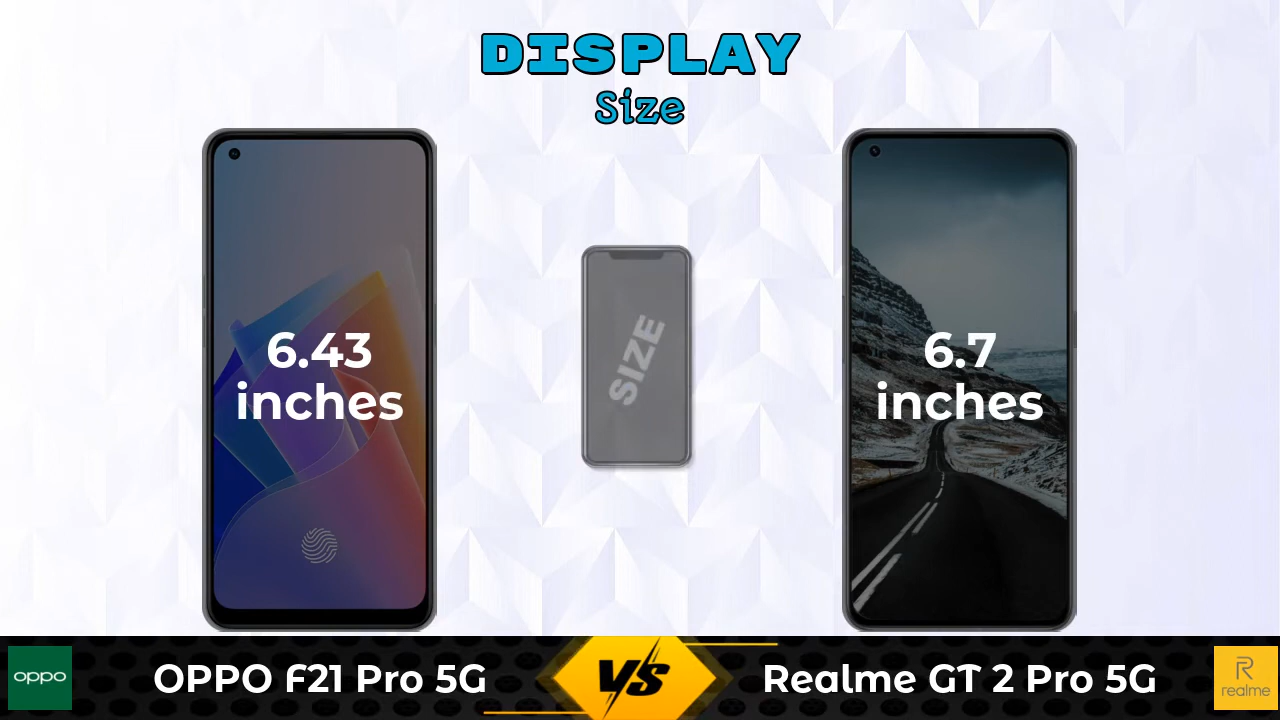 DISPLAY
Size
6.43
inches
SIZE
6.7
inches
oppo
OPPO F21 Pro 5G
VS
Realme GT 2 Pro 5G
R
realme